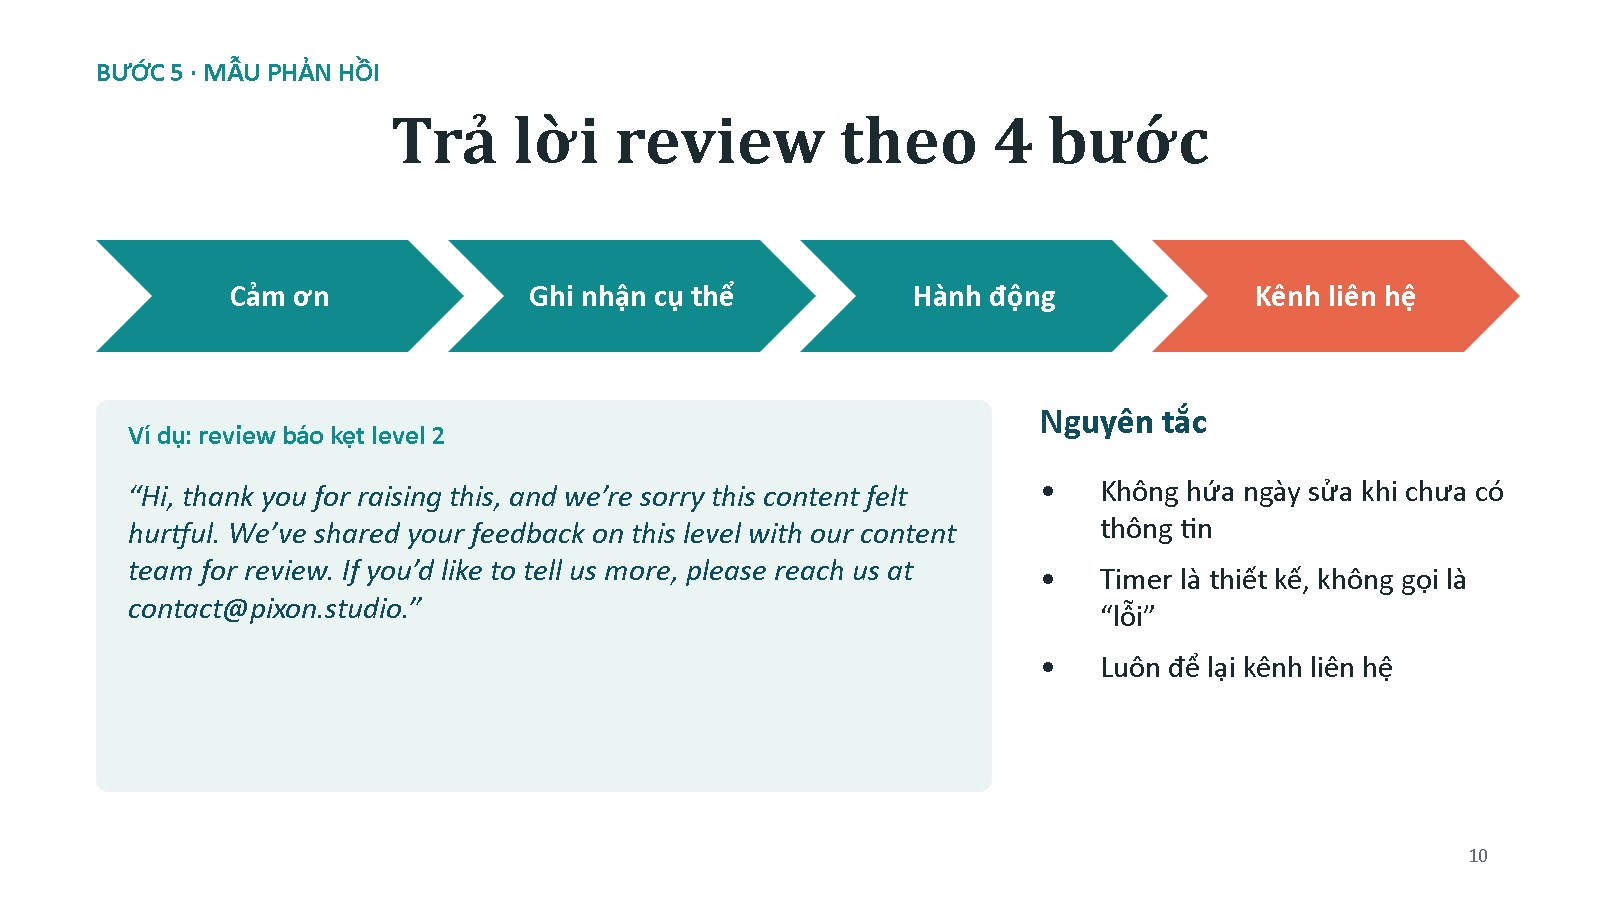 BƯỚC 5 · MẪU PHẢN HỒI
Trả lời review theo 4 bước
Cảm ơn
Ghi nhận cụ thể
Hành động
Kênh liên hệ
Ví dụ: review báo kẹt level 2
“Hi, thank you for raising this, and we’re sorry this content felt
hurtful. We’ve shared your feedback on this level with our content
team for review. If you’d like to tell us more, please reach us at
contact@pixon.studio.”
Nguyên tắc
• Không hứa ngày sửa khi chưa có
thông tin
• Timer là thiết kế, không gọi là
“lỗi”
• Luôn để lại kênh liên hệ
10